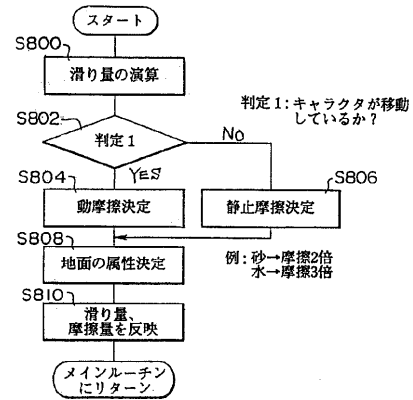 スタート
S800
滑り量の演算
S802
判定1
判定1:キャラクタが移動
しているか?
No
YES
S804
動摩擦決定
S806
静止摩擦決定
S808
地面の属性決定
例:砂→摩擦2倍
水→摩擦3倍
S810
滑り量、
摩擦量を反映
メインルーチン
にリターン